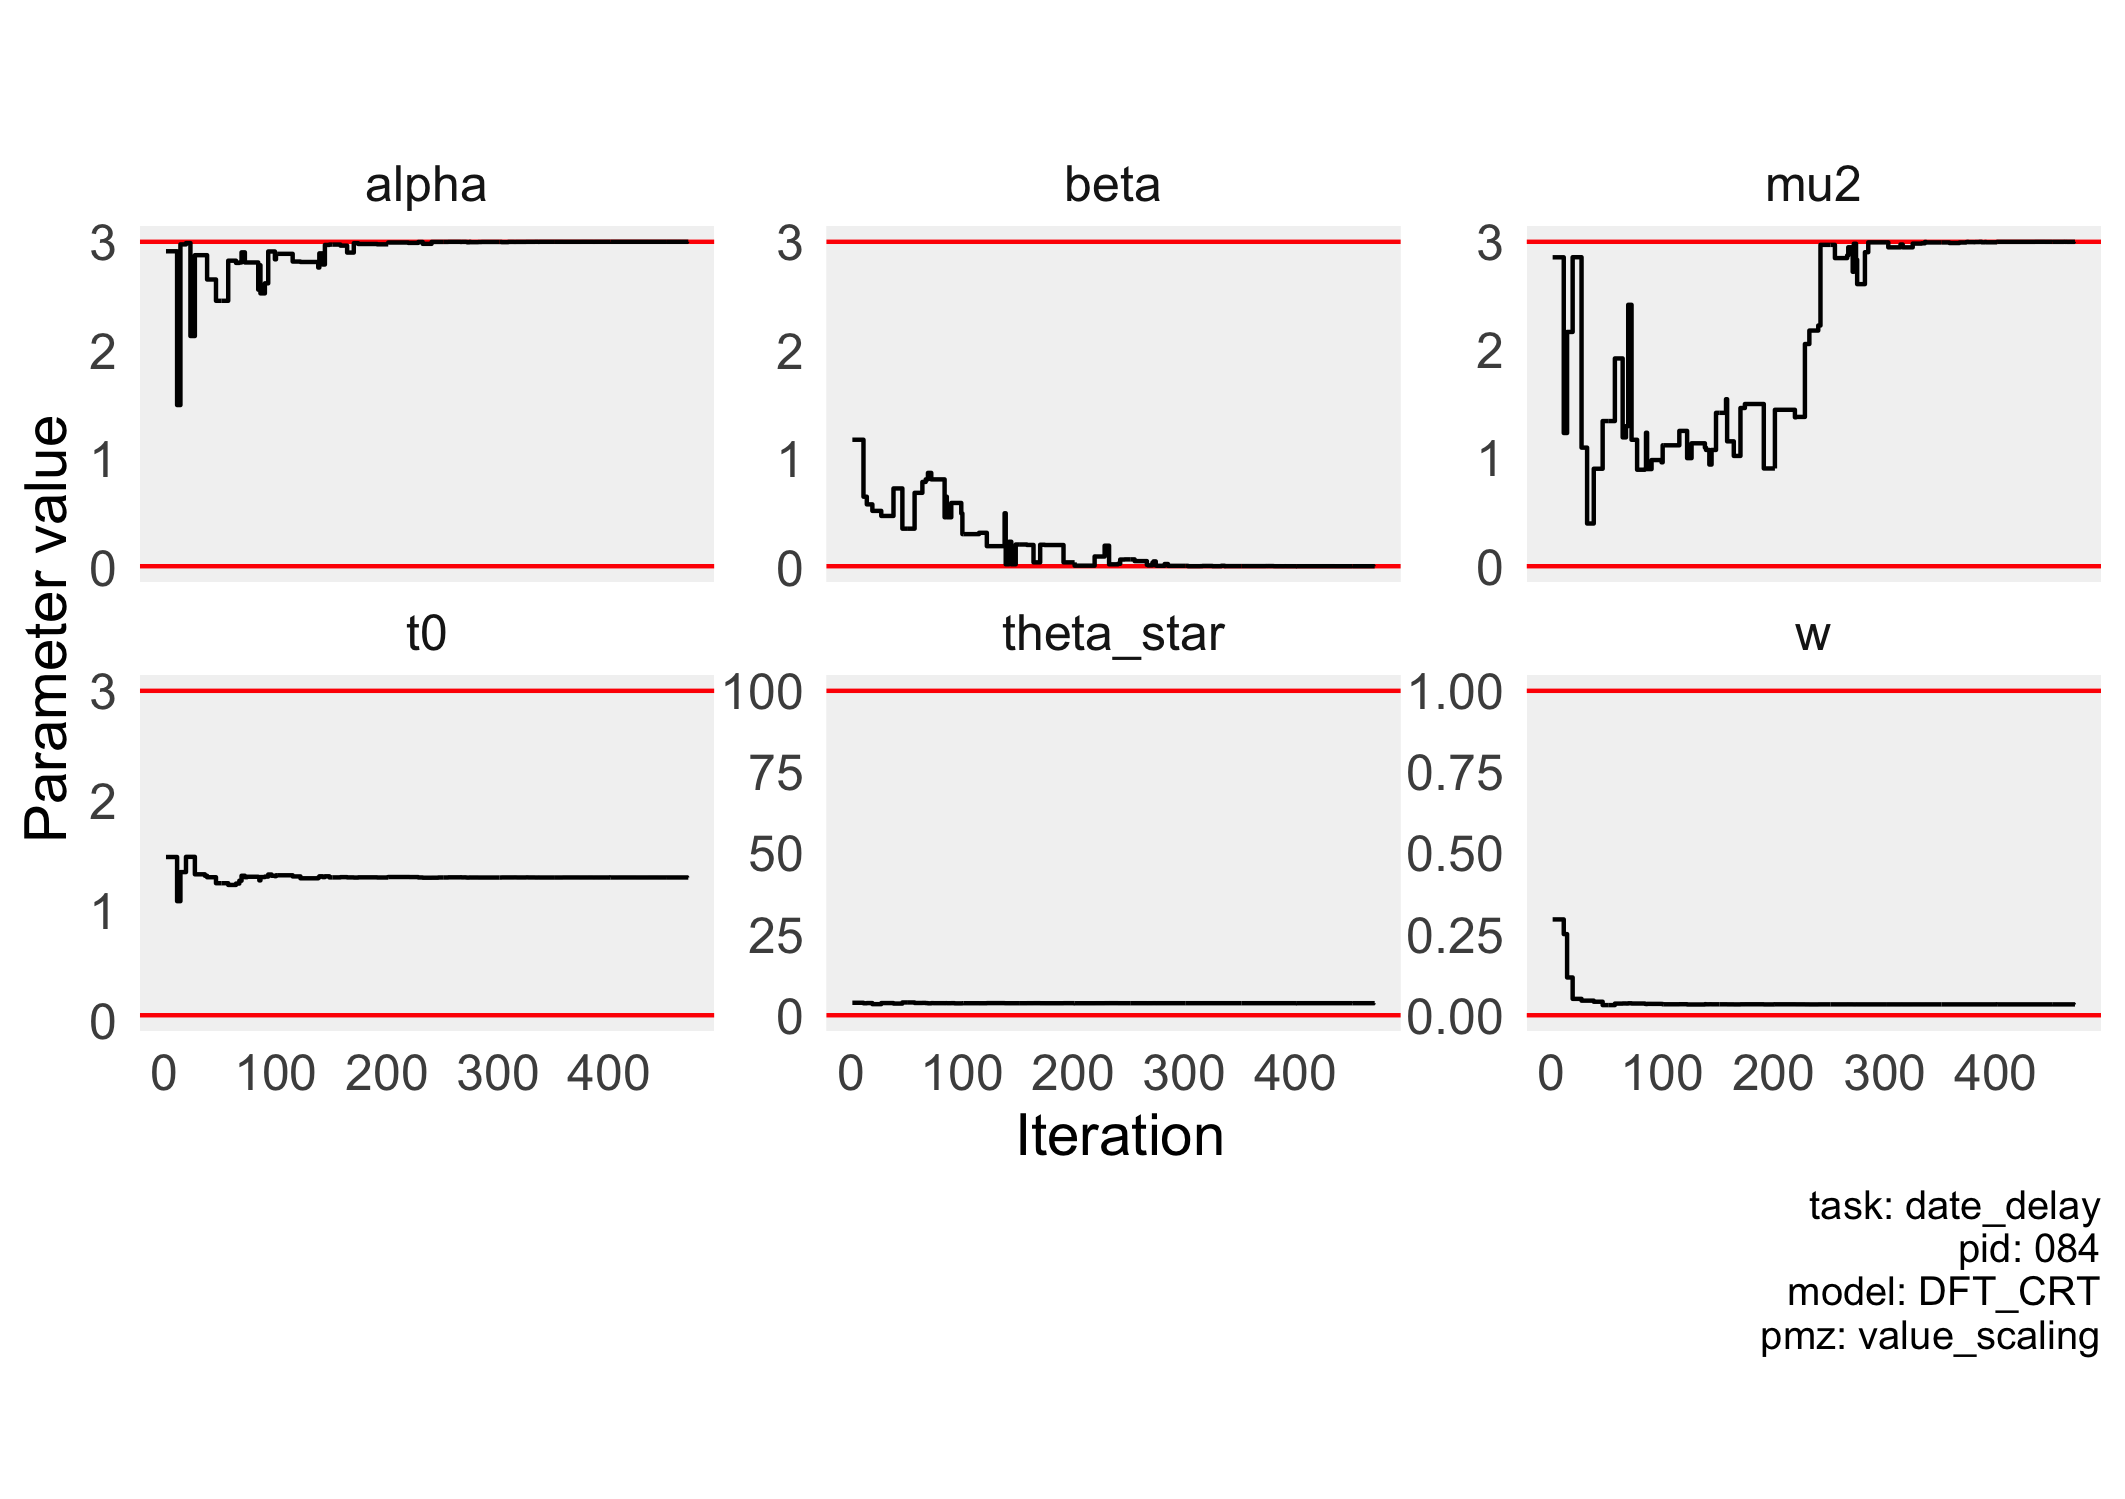 alpha
beta
mu2
3
2
1
0
3
2
1
0
3
2
1
0
t0
theta_star
w
3
2
1
0
100
75
50
25
0
1.00
0.75
0.50
0.25
0.00
0 100 200 300 400
0 100 200 300 400
0 100 200 300 400
Parameter value
Iteration
task: date_delay
pid: 084
model: DFT_CRT
pmz: value_scaling